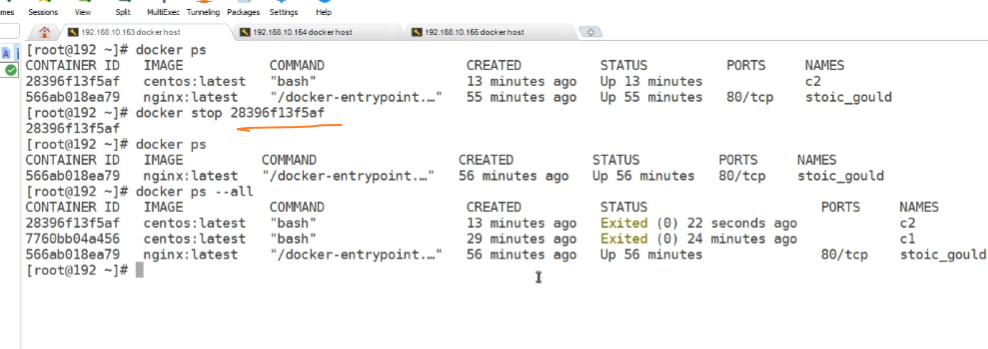 mes Sessions View Split MultiExec Tunneling Packages Settings Help
192.168.10.153 docker host 192.168.10.154 docker host 192.168.10.155 docker host
[root@192 ~]# docker ps
CONTAINER ID IMAGE COMMAND CREATED STATUS PORTS NAMES
28396f13f5af centos:latest "bash" 13 minutes ago Up 13 minutes c2
566ab018ea79 nginx:latest "/docker-entrypoint.…" 55 minutes ago Up 55 minutes 80/tcp stoic_gould
[root@192 ~]# docker stop 28396f13f5af
28396f13f5af
[root@192 ~]# docker ps
CONTAINER ID IMAGE COMMAND CREATED STATUS PORTS NAMES
566ab018ea79 nginx:latest "/docker-entrypoint.…" 56 minutes ago Up 56 minutes 80/tcp stoic_gould
[root@192 ~]# docker ps --all
CONTAINER ID IMAGE COMMAND CREATED STATUS PORTS NAMES
28396f13f5af centos:latest "bash" 13 minutes ago Exited (0) 22 seconds ago c2
7760bb04a456 centos:latest "bash" 29 minutes ago Exited (0) 24 minutes ago c1
566ab018ea79 nginx:latest "/docker-entrypoint.…" 56 minutes ago Up 56 minutes 80/tcp stoic_gould
[root@192 ~]#